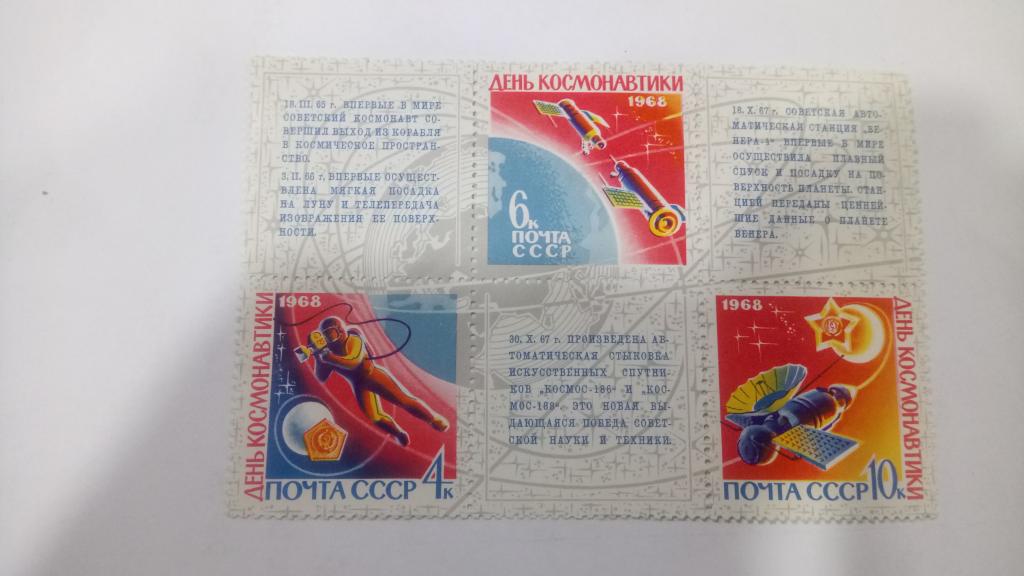 18. III. 65 г. ВПЕРВЫЕ В МИРЕ
СОВЕТСКИЙ КОСМОНАВТ СО-
ВЕРШИЛ ВЫХОД ИЗ КОРАБЛЯ
В КОСМИЧЕСКОЕ ПРОСТРАН-
СТВО.
3. II. 66 г, ВПЕРВЫЕ ОСУЩЕСТ-
ВЛЕНА МЯГКАЯ ПОСАДКА
НА ЛУНУ И ТЕЛЕПЕРЕДАЧА
ИЗОБРАЖЕНИЯ ЕЕ ПОВЕРХ-
НОСТИ.
ДЕНЬ КОСМОНАВТИКИ
1968
6к
ПОЧТА
СССР
18. X. 67 г. СОВЕТСКАЯ АВТО-
МАТИЧЕСКАЯ СТАНЦИЯ „ВЕ-
НЕРА-4" ВПЕРВЫЕ В МИРЕ
ОСУЩЕСТВИЛА ПЛАВНЫЙ
СПУСК И ПОСАДКУ НА ПО-
ВЕРХНОСТЬ ПЛАНЕТЫ. СТАН-
ЦИЕЙ ПЕРЕДАНЫ ЦЕННЕЙ-
ШИЕ ДАННЫЕ О ПЛАНЕТЕ
ВЕНЕРА.
ДЕНЬ КОСМОНАВТИКИ
1968
ПОЧТА СССР 4к
30. X. 67 г. ПРОИЗВЕДЕНА АВ-
ТОМАТИЧЕСКАЯ СТЫКОВКА
ИСКУССТВЕННЫХ СПУТНИ-
КОВ „КОСМОС-186" И „КОС-
МОС-188". ЭТО НОВАЯ ВЫ-
ДАЮЩАЯСЯ ПОБЕДА СОВЕТ-
СКОЙ НАУКИ И ТЕХНИКИ.
1968
ДЕНЬ КОСМОНАВТИКИ
ПОЧТА СССР 10к